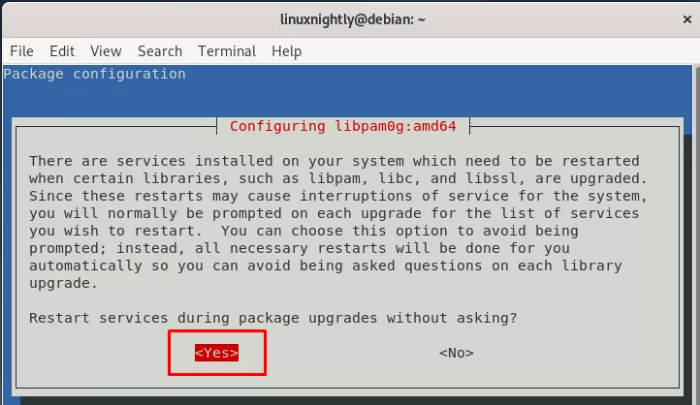 linuxnightly@debian: ~
×
File Edit View Search Terminal Help
Package configuration
Configuring libpam0g:amd64
There are services installed on your system which need to be restarted
when certain libraries, such as libpam, libc, and libssl, are upgraded.
Since these restarts may cause interruptions of service for the system,
you will normally be prompted on each upgrade for the list of services
you wish to restart.  You can choose this option to avoid being
prompted; instead, all necessary restarts will be done for you
automatically so you can avoid being asked questions on each library
upgrade.
Restart services during package upgrades without asking?
<Yes> <No>